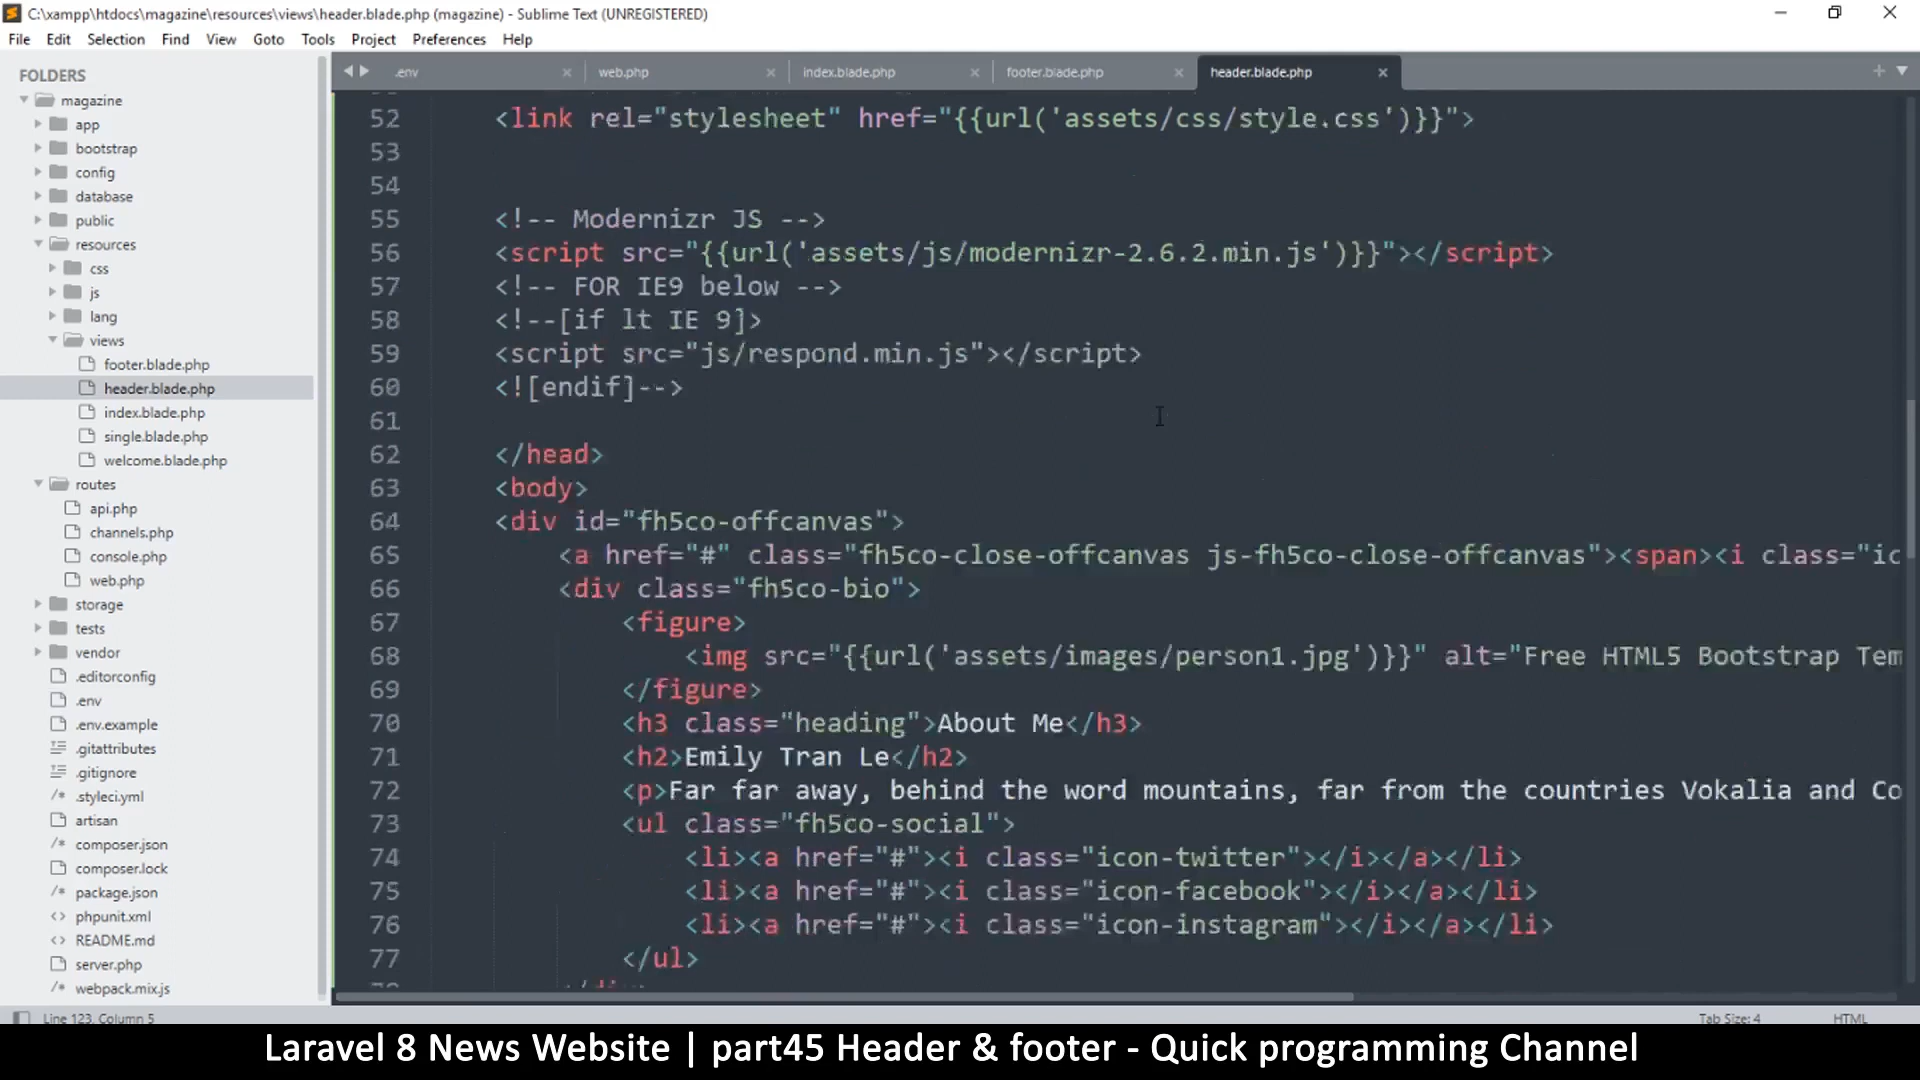 C:\xampp\htdocs\magazine\resources\views\header.blade.php (magazine) - Sublime Text (UNREGISTERED)
File Edit Selection Find View Goto Tools Project Preferences Help
FOLDERS
magazine
app
bootstrap
config
database
public
resources
css
js
lang
views
footer.blade.php
header.blade.php
index.blade.php
single.blade.php
welcome.blade.php
routes
api.php
channels.php
console.php
web.php
storage
tests
vendor
.editorconfig
.env
.env.example
.gitattributes
.gitignore
.styleci.yml
artisan
composer.json
composer.lock
package.json
phpunit.xml
README.md
server.php
webpack.mix.js
.env web.php index.blade.php footer.blade.php header.blade.php
52 <link rel="stylesheet" href="{{url('assets/css/style.css')}}">
53
54
55 <!-- Modernizr JS -->
56 <script src="{{url('assets/js/modernizr-2.6.2.min.js')}}"></script>
57 <!-- FOR IE9 below -->
58 <!--[if lt IE 9]>
59 <script src="js/respond.min.js"></script>
60 <![endif]-->
61
62 </head>
63 <body>
64 <div id="fh5co-offcanvas">
65 <a href="#" class="fh5co-close-offcanvas js-fh5co-close-offcanvas"><span><i class="ic
66 <div class="fh5co-bio">
67 <figure>
68 <img src="{{url('assets/images/person1.jpg')}}" alt="Free HTML5 Bootstrap Tem
69 </figure>
70 <h3 class="heading">About Me</h3>
71 <h2>Emily Tran Le</h2>
72 <p>Far far away, behind the word mountains, far from the countries Vokalia and Co
73 <ul class="fh5co-social">
74 <li><a href="#"><i class="icon-twitter"></i></a></li>
75 <li><a href="#"><i class="icon-facebook"></i></a></li>
76 <li><a href="#"><i class="icon-instagram"></i></a></li>
77 </ul>
Line 123, Column 5 Tab Size: 4 HTML
Laravel 8 News Website | part45 Header & footer - Quick programming Channel